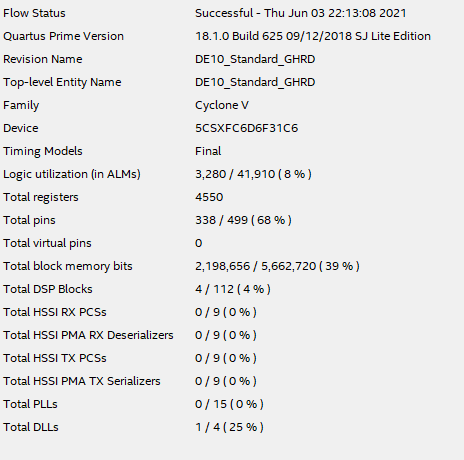 Flow Status Successful - Thu Jun 03 22:13:08 2021
Quartus Prime Version 18.1.0 Build 625 09/12/2018 SJ Lite Edition
Revision Name DE10_Standard_GHRD
Top-level Entity Name DE10_Standard_GHRD
Family Cyclone V
Device 5CSXFC6D6F31C6
Timing Models Final
Logic utilization (in ALMs) 3,280 / 41,910 ( 8 % )
Total registers 4550
Total pins 338 / 499 ( 68 % )
Total virtual pins 0
Total block memory bits 2,198,656 / 5,662,720 ( 39 % )
Total DSP Blocks 4 / 112 ( 4 % )
Total HSSI RX PCSs 0 / 9 ( 0 % )
Total HSSI PMA RX Deserializers 0 / 9 ( 0 % )
Total HSSI TX PCSs 0 / 9 ( 0 % )
Total HSSI PMA TX Serializers 0 / 9 ( 0 % )
Total PLLs 0 / 15 ( 0 % )
Total DLLs 1 / 4 ( 25 % )